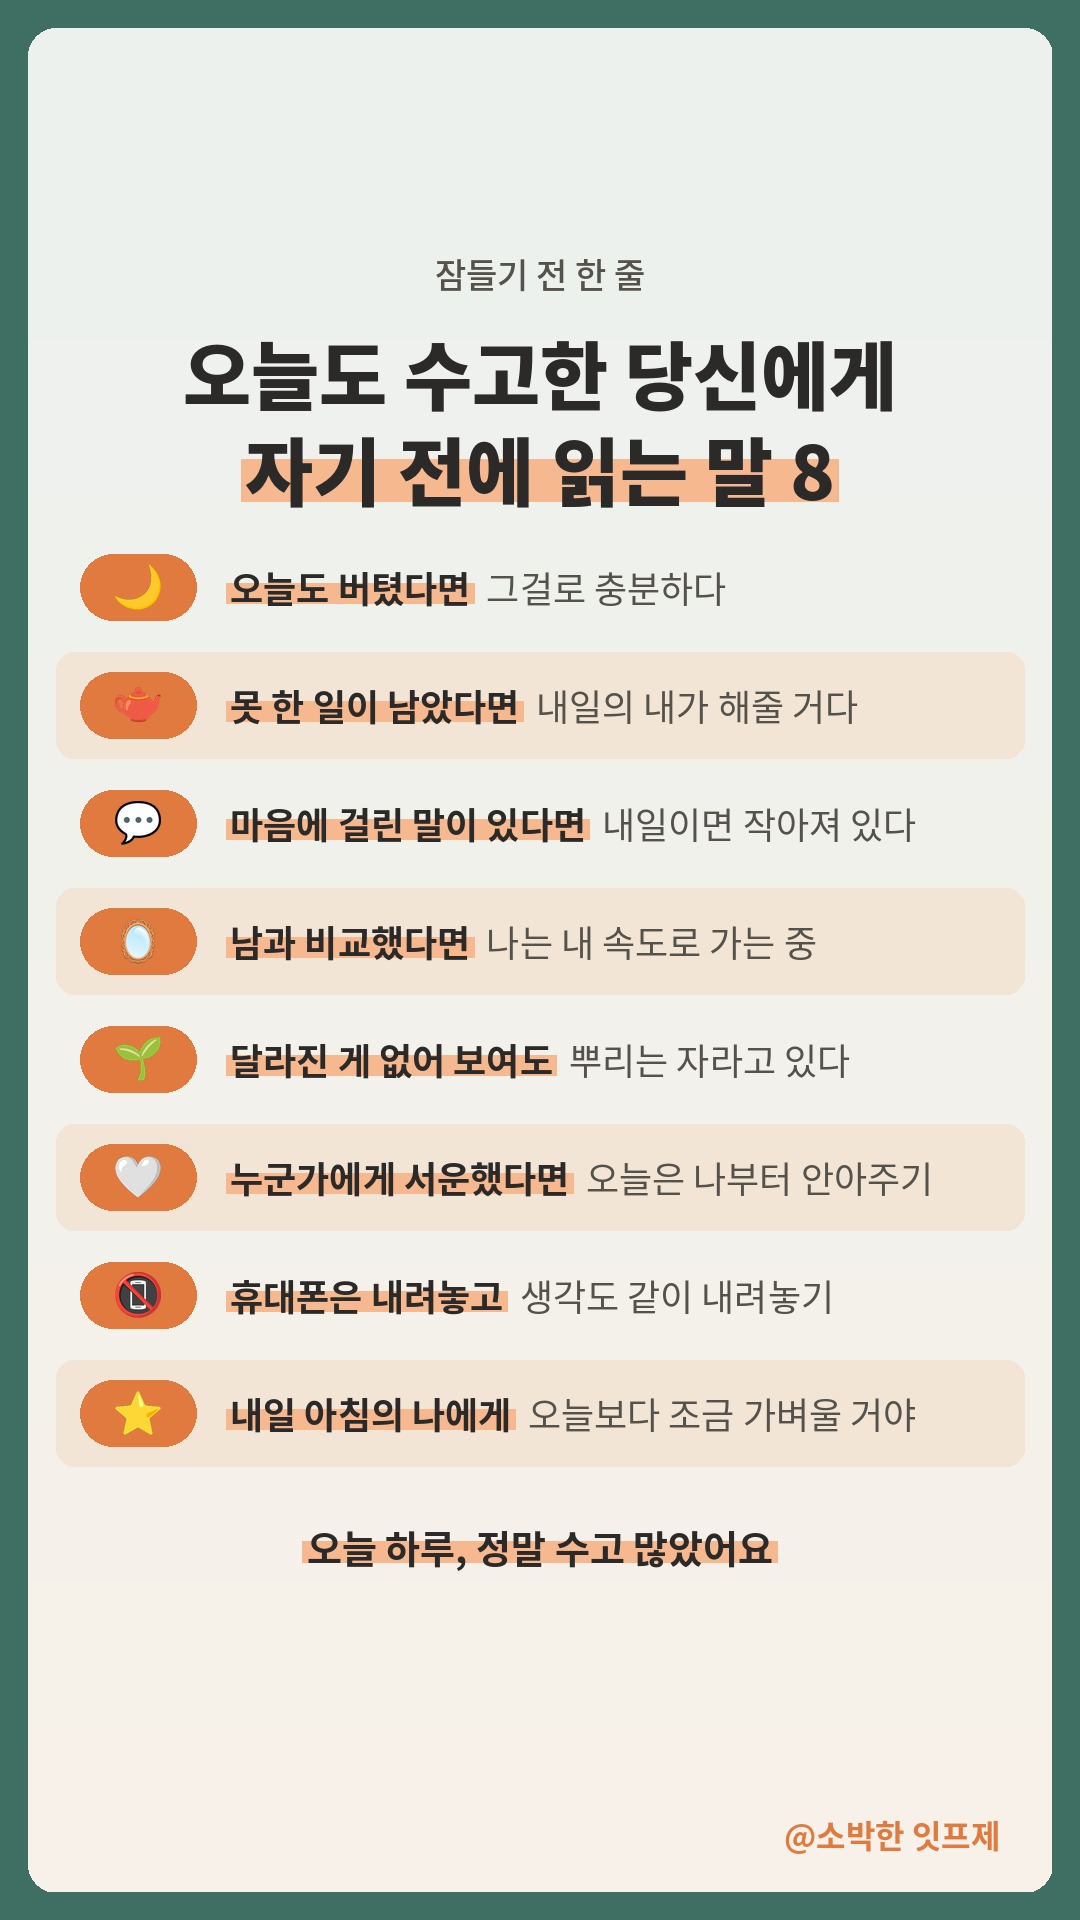 잠들기 전 한 줄
오늘도 수고한 당신에게
자기 전에 읽는 말 8
오늘도 버텼다면 그걸로 충분하다
못 한 일이 남았다면 내일의 내가 해줄 거다
마음에 걸린 말이 있다면 내일이면 작아져 있다
남과 비교했다면 나는 내 속도로 가는 중
달라진 게 없어 보여도 뿌리는 자라고 있다
누군가에게 서운했다면 오늘은 나부터 안아주기
휴대폰은 내려놓고 생각도 같이 내려놓기
내일 아침의 나에게 오늘보다 조금 가벼울 거야
오늘 하루, 정말 수고 많았어요
@소박한 잇프제